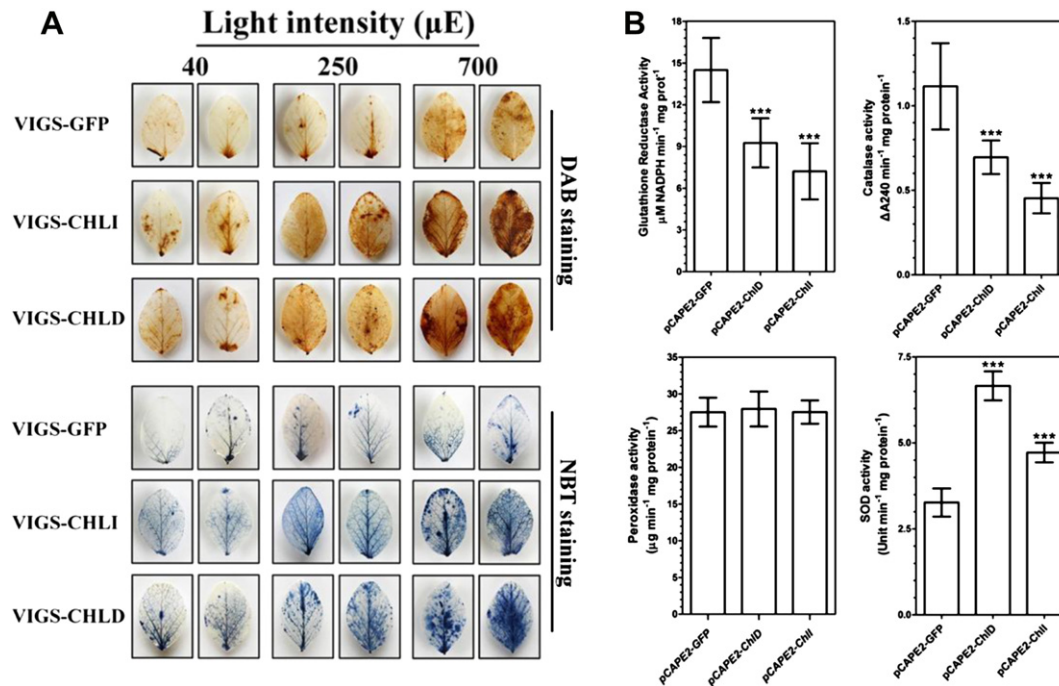 A
Light intensity (µE)
40 250 700
VIGS-GFP
VIGS-CHLI
VIGS-CHLD
DAB staining
VIGS-GFP
VIGS-CHLI
VIGS-CHLD
NBT staining
B
Glutathione Reductase Activity
µM NADPH min⁻¹ mg prot⁻¹
18
15
12
9
6
3
0
***
***
pCAPE2-GFP
pCAPE2-ChlD
pCAPE2-ChlI
Catalase activity
ΔA240 min⁻¹ mg protein⁻¹
1.5
1.0
0.5
0.0
***
***
pCAPE2-GFP
pCAPE2-ChlD
pCAPE2-ChlI
Peroxidase activity
(µg min⁻¹ mg protein⁻¹)
35
30
25
20
15
10
5
0
pCAPE2-GFP
pCAPE2-ChlD
pCAPE2-ChlI
SOD activity
(Unit min⁻¹ mg protein⁻¹)
7.5
5.0
2.5
0.0
***
***
pCAPE2-GFP
pCAPE2-ChlD
pCAPE2-ChlI